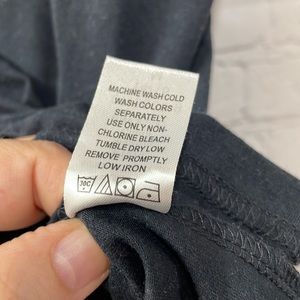 MACHINE WASH COLD
WASH COLORS
SEPARATELY
USE ONLY NON-
CHLORINE BLEACH
TUMBLE DRY LOW
REMOVE PROMPTLY
LOW IRON